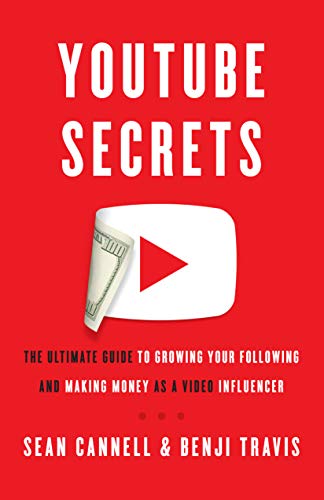 YOUTUBE
SECRETS
THE ULTIMATE GUIDE TO GROWING YOUR FOLLOWING
AND MAKING MONEY AS A VIDEO INFLUENCER
SEAN CANNELL & BENJI TRAVIS